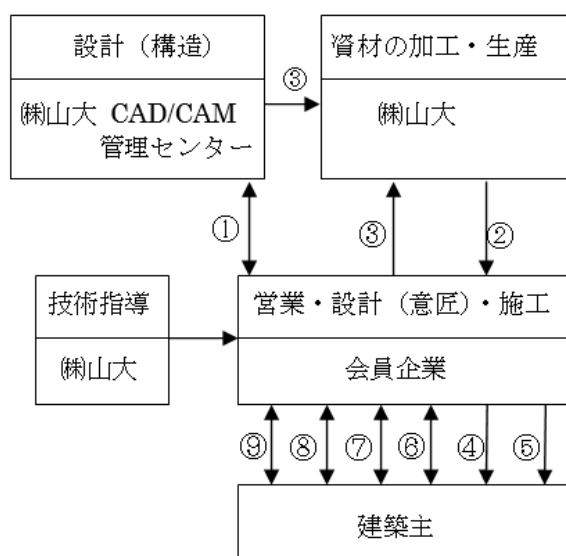 設計（構造）
㈱山大 CAD/CAM
管理センター
③
資材の加工・生産
㈱山大
①
③
②
技術指導
㈱山大
営業・設計（意匠）・施工
会員企業
⑨
⑧
⑦
⑥
④
⑤
建築主